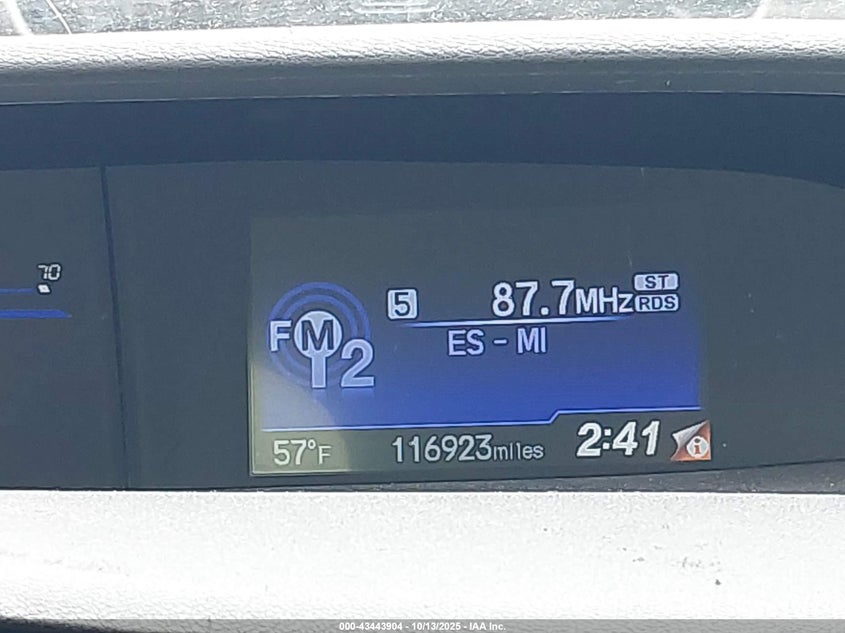 70
FM2 5 87.7MHz ST RDS
ES - MI
57°F 116923miles 2:41 i
000-43443904 - 10/13/2025 - IAA Inc.